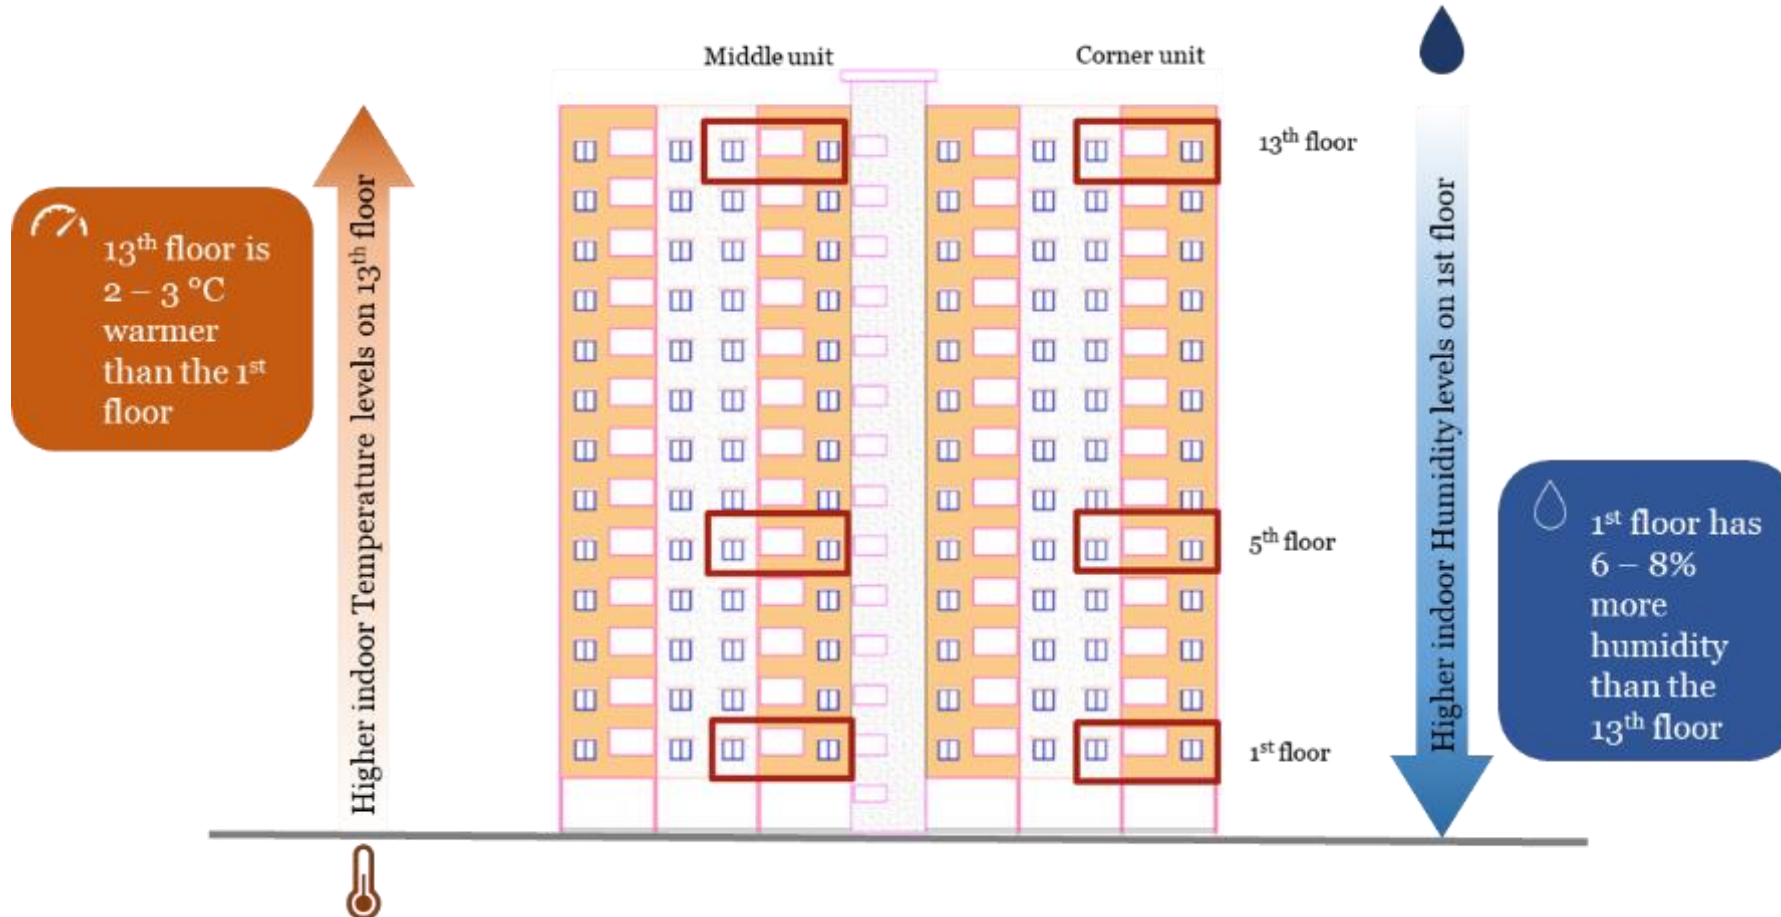 Middle unit
Corner unit
13th floor
5th floor
1st floor
Higher indoor Temperature levels on 13th floor
13th floor is
2 – 3 °C
warmer
than the 1st
floor
Higher indoor Humidity levels on 1st floor
1st floor has
6 – 8%
more
humidity
than the
13th floor